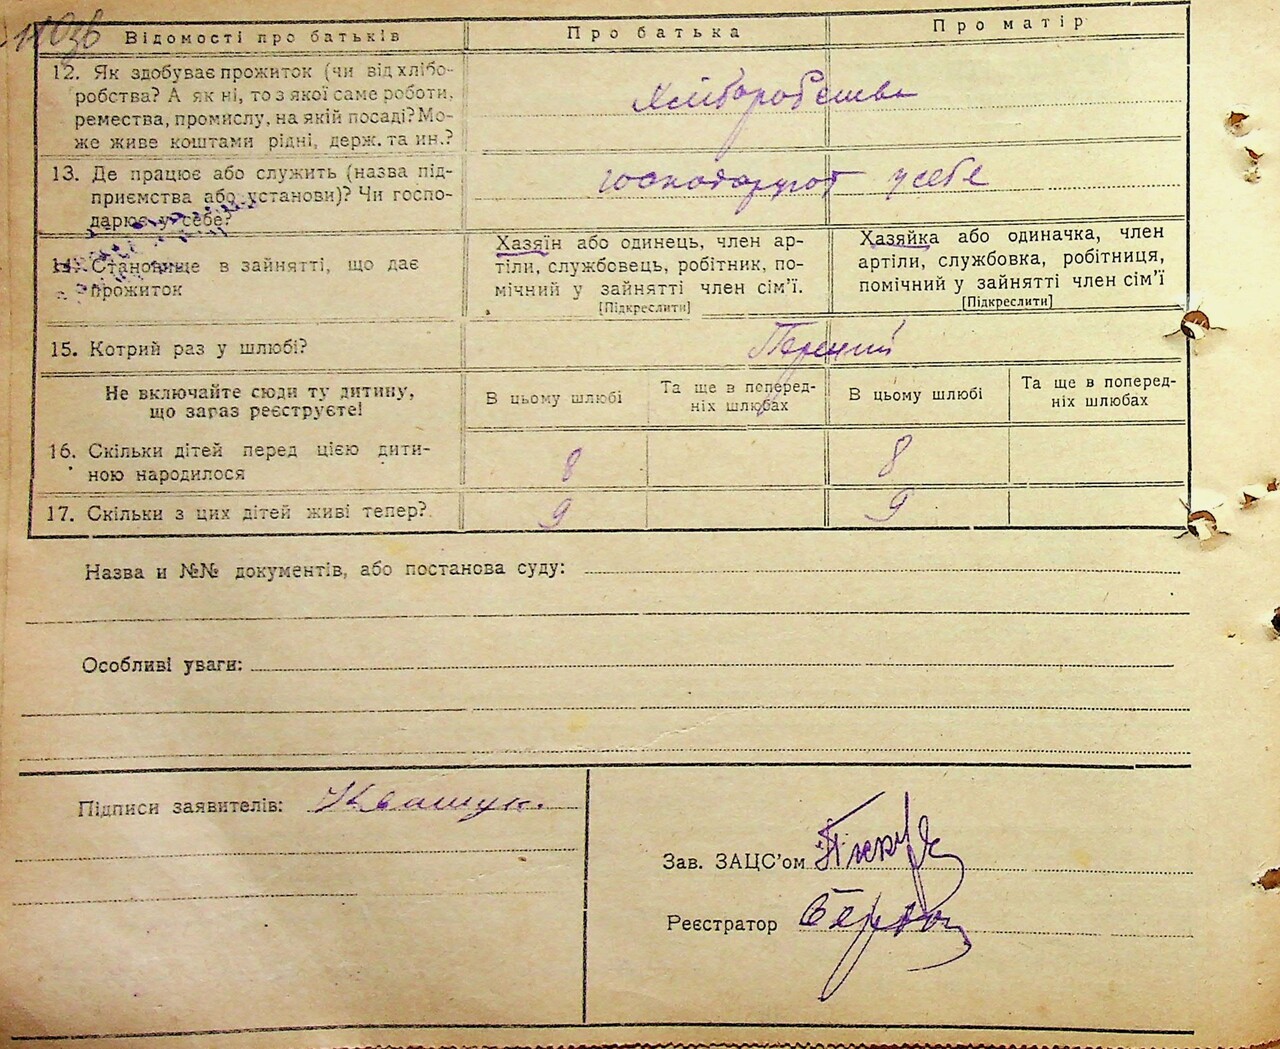 Відомості про батьків
Про батька
Про матір
12. Як здобуває прожиток (чи від хлібо-
робства? А як ні, то з якої саме роботи,
ремества, промислу, на якій посаді? Мо-
же живе коштами рідні, держ. та ин.?
Хліборобства
13. Де працює або служить (назва під-
приємства або установи)? Чи госпо-
дарює у себе?
господарюют у себе
14. Становище в зайнятті, що дає
прожиток
Хазяїн або одинець, член ар-
тіли, службовець, робітник, по-
мічний у зайнятті член сім’ї.
[Підкреслити]
Хазяйка або одиначка, член
артіли, службовка, робітниця,
помічний у зайнятті член сім’ї
[Підкреслити]
15. Котрий раз у шлюбі?
Перший
Не включайте сюди ту дитину,
що зараз реєструєте!
В цьому шлюбі
Та ще в поперед-
ніх шлюбах
В цьому шлюбі
Та ще в поперед-
ніх шлюбах
16. Скільки дітей перед цією дити-
ною народилося
8
8
17. Скільки з цих дітей живі тепер?
9
9
Назва и №№ документів, або постанова суду:
Особливі уваги:
Підписи заявителів: Квашук.
Зав. ЗАЦС’ом
Реєстратор